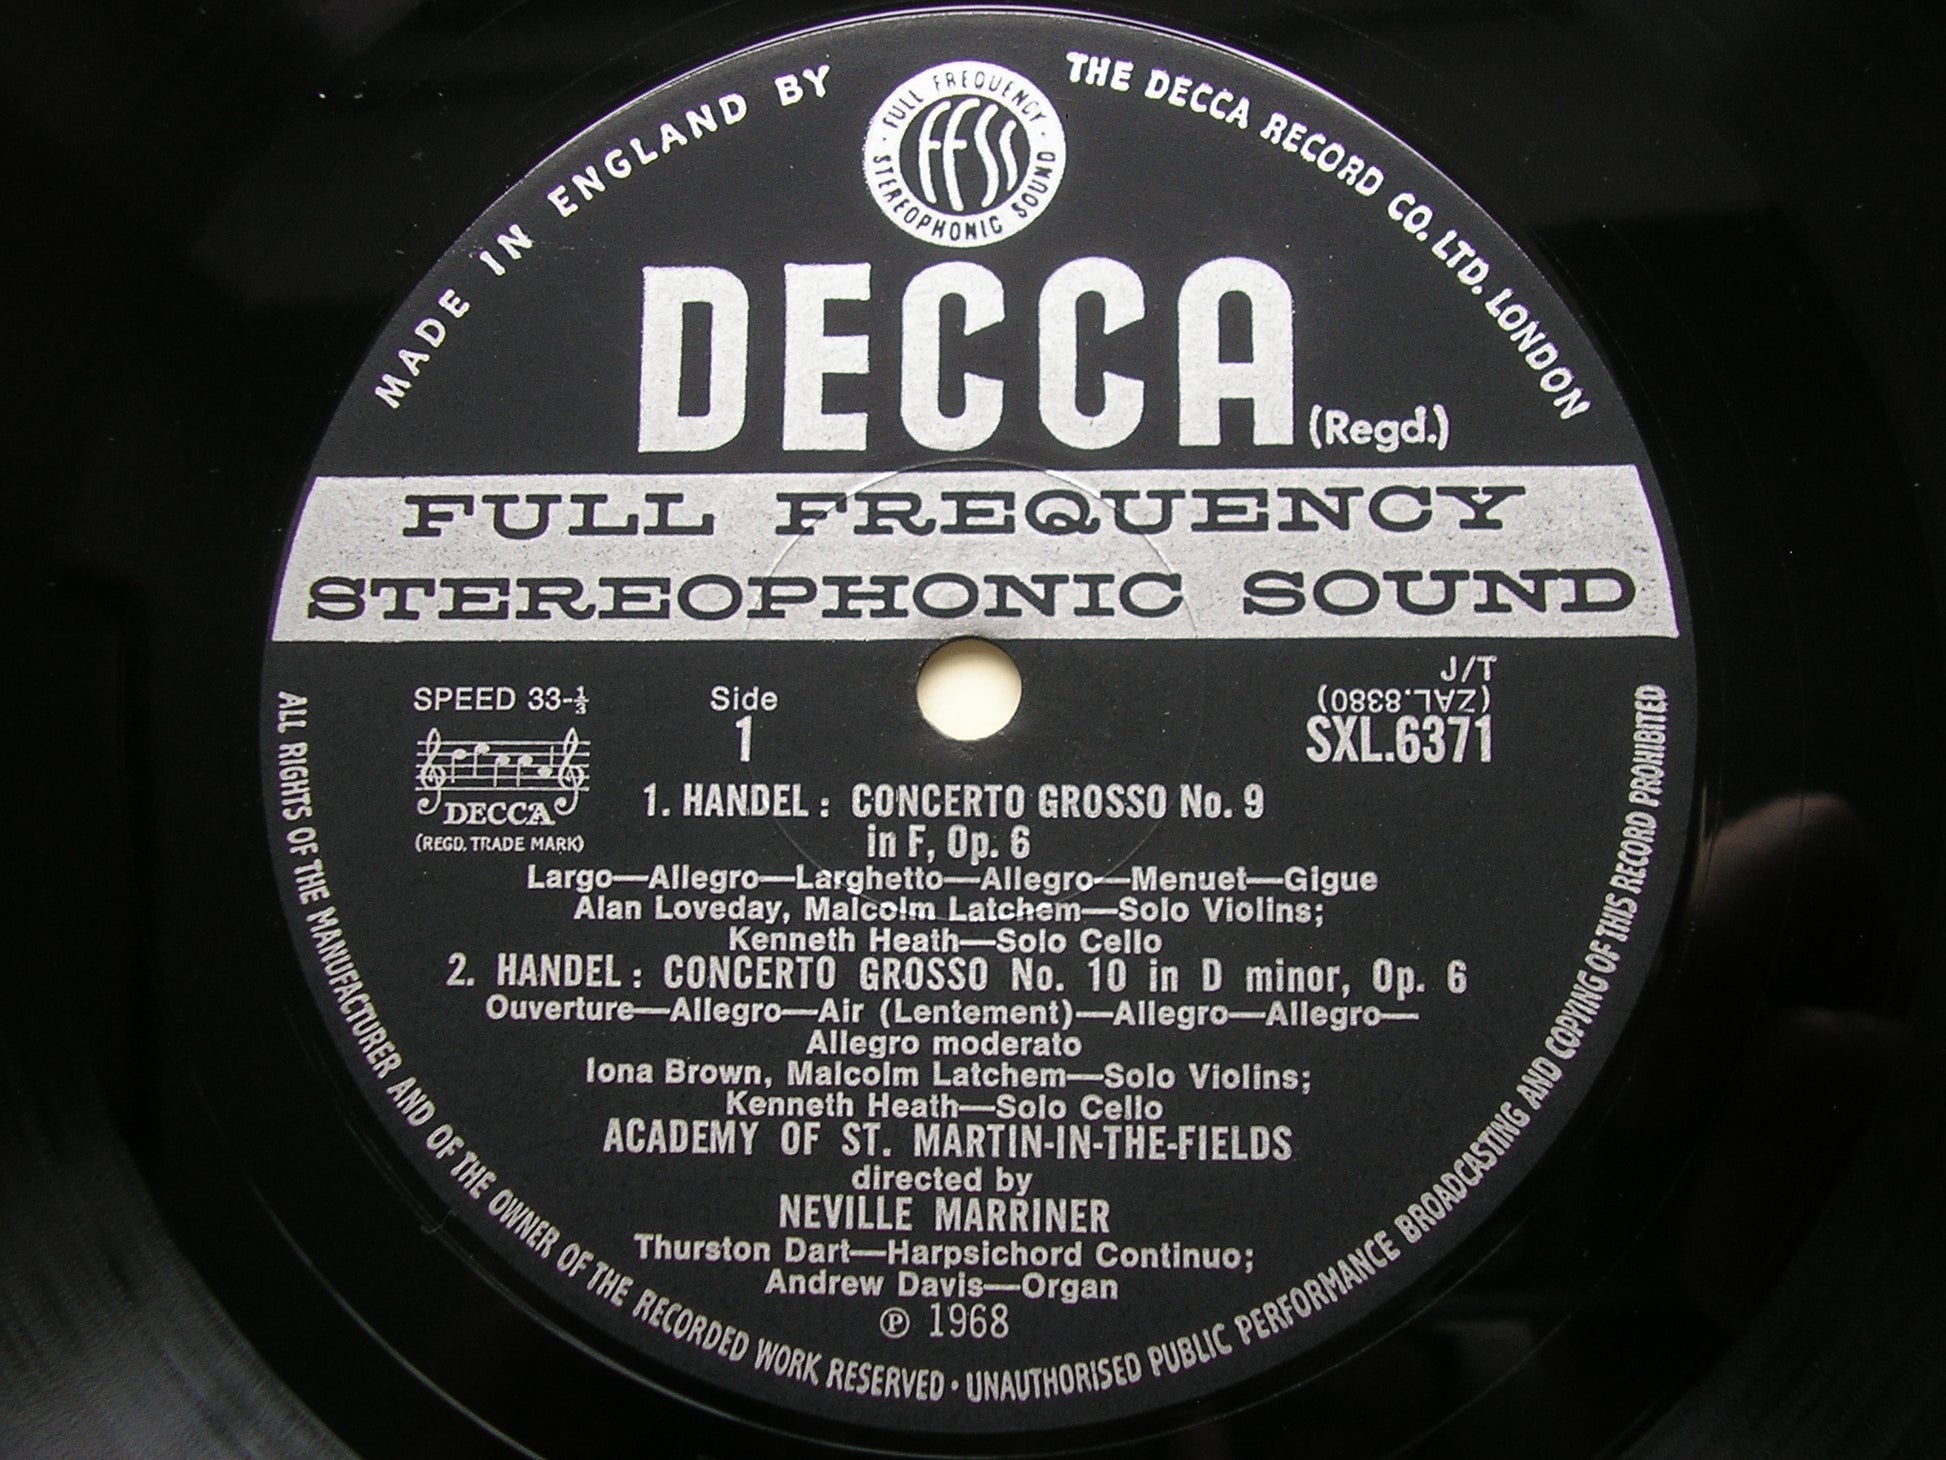 MADE IN ENGLAND BY
THE DECCA RECORD CO. LTD. LONDON
· FULL FREQUENCY ·
STEREOPHONIC SOUND
FFSS
DECCA (Regd.)
FULL FREQUENCY
STEREOPHONIC SOUND
J/T
(ZAL.8380)
SPEED 33-⅓
Side
1
SXL.6371
DECCA
(REGD. TRADE MARK)
1. HANDEL : CONCERTO GROSSO No. 9
in F, Op. 6
Largo—Allegro—Larghetto—Allegro—Menuet—Gigue
Alan Loveday, Malcolm Latchem—Solo Violins;
Kenneth Heath—Solo Cello
2. HANDEL : CONCERTO GROSSO No. 10 in D minor, Op. 6
Ouverture—Allegro—Air (Lentement)—Allegro—Allegro—
Allegro moderato
Iona Brown, Malcolm Latchem—Solo Violins;
Kenneth Heath—Solo Cello
ACADEMY OF ST. MARTIN-IN-THE-FIELDS
directed by
NEVILLE MARRINER
Thurston Dart—Harpsichord Continuo;
Andrew Davis—Organ
℗ 1968
ALL RIGHTS OF THE MANUFACTURER AND OF THE OWNER OF THE RECORDED WORK RESERVED · UNAUTHORISED PUBLIC PERFORMANCE BROADCASTING AND COPYING OF THIS RECORD PROHIBITED